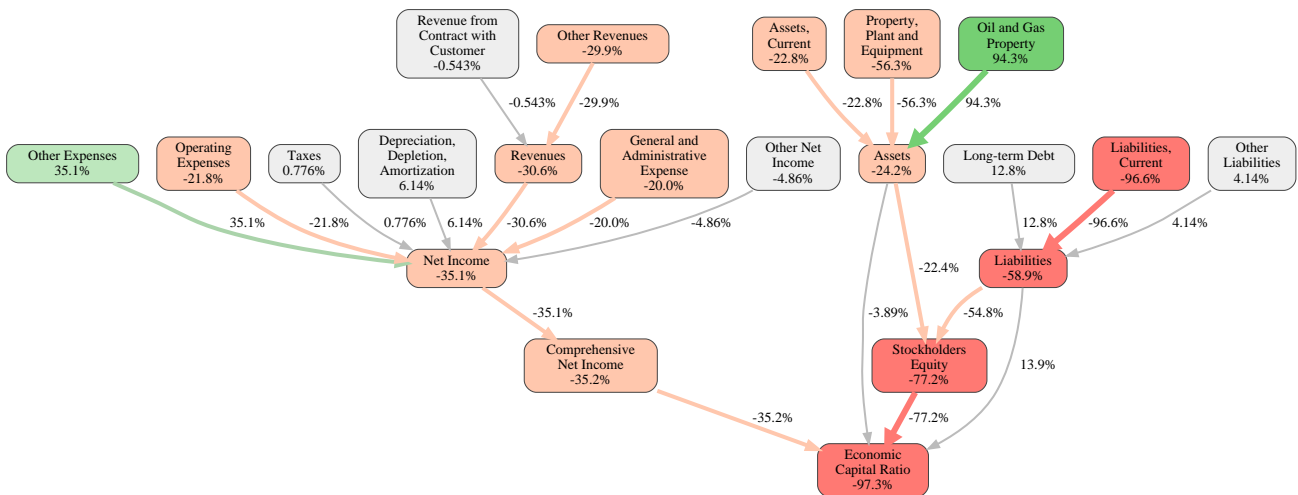 Revenue from
Contract with
Customer
-0.543%
Other Revenues
-29.9%
Assets,
Current
-22.8%
Property,
Plant and
Equipment
-56.3%
Oil and Gas
Property
94.3%
-0.543%
-29.9%
-22.8%
-56.3%
94.3%
Other Expenses
35.1%
Operating
Expenses
-21.8%
Taxes
0.776%
Depreciation,
Depletion,
Amortization
6.14%
Revenues
-30.6%
General and
Administrative
Expense
-20.0%
Other Net
Income
-4.86%
Assets
-24.2%
Long-term Debt
12.8%
Liabilities,
Current
-96.6%
Other
Liabilities
4.14%
35.1%
-21.8%
0.776%
6.14%
-30.6%
-20.0%
-4.86%
12.8%
-96.6%
4.14%
Net Income
-35.1%
-22.4%
Liabilities
-58.9%
-35.1%
-3.89%
-54.8%
Comprehensive
Net Income
-35.2%
Stockholders
Equity
-77.2%
13.9%
-35.2%
-77.2%
Economic
Capital Ratio
-97.3%